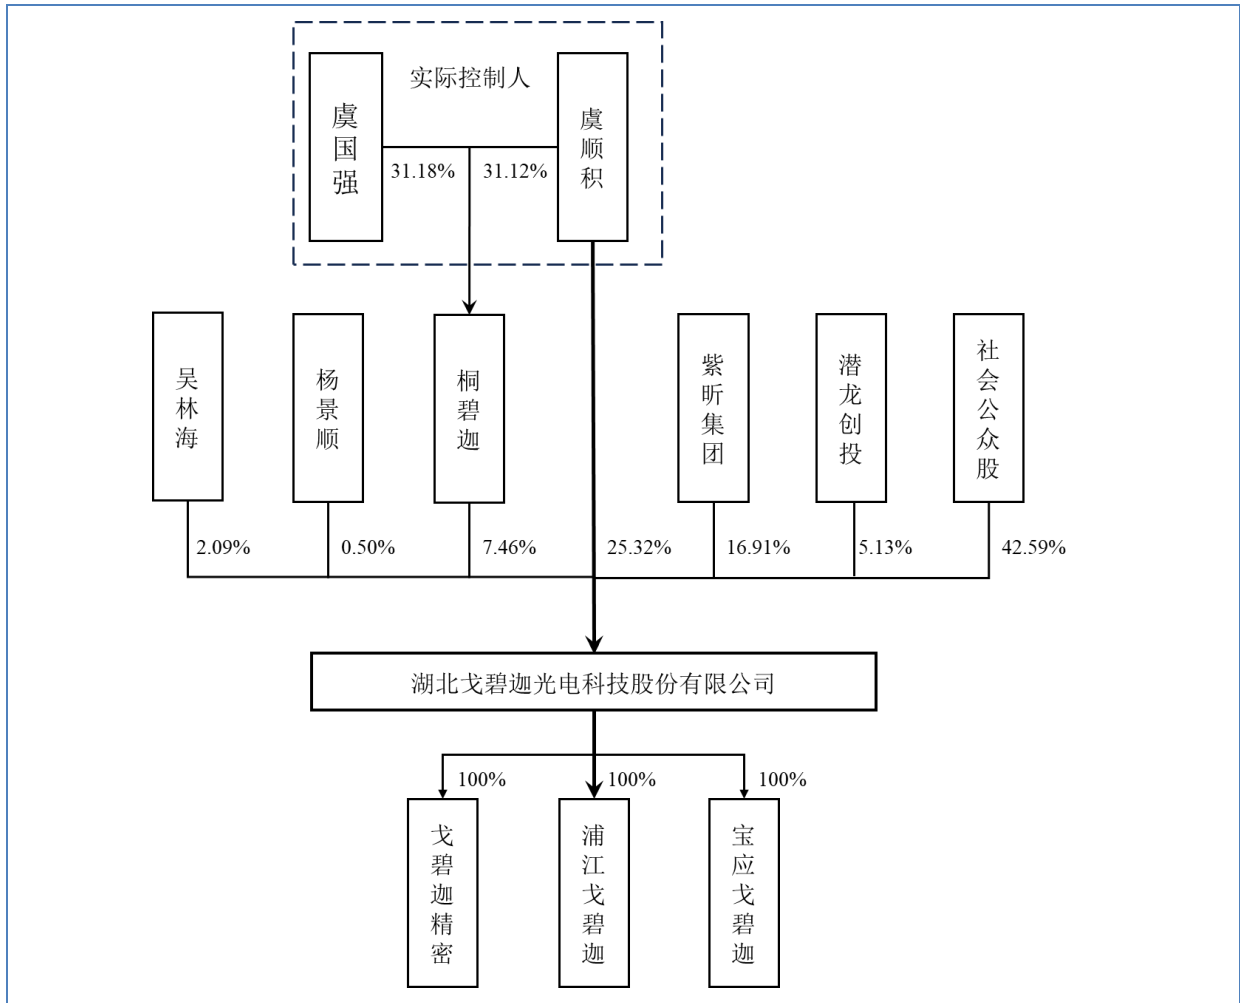 实际控制人
虞国强
虞顺积
31.18%
31.12%
吴林海
杨景顺
桐碧迦
紫昕集团
潜龙创投
社会公众股
2.09%
0.50%
7.46%
25.32%
16.91%
5.13%
42.59%
湖北戈碧迦光电科技股份有限公司
100%
100%
100%
戈碧迦精密
浦江戈碧迦
宝应戈碧迦